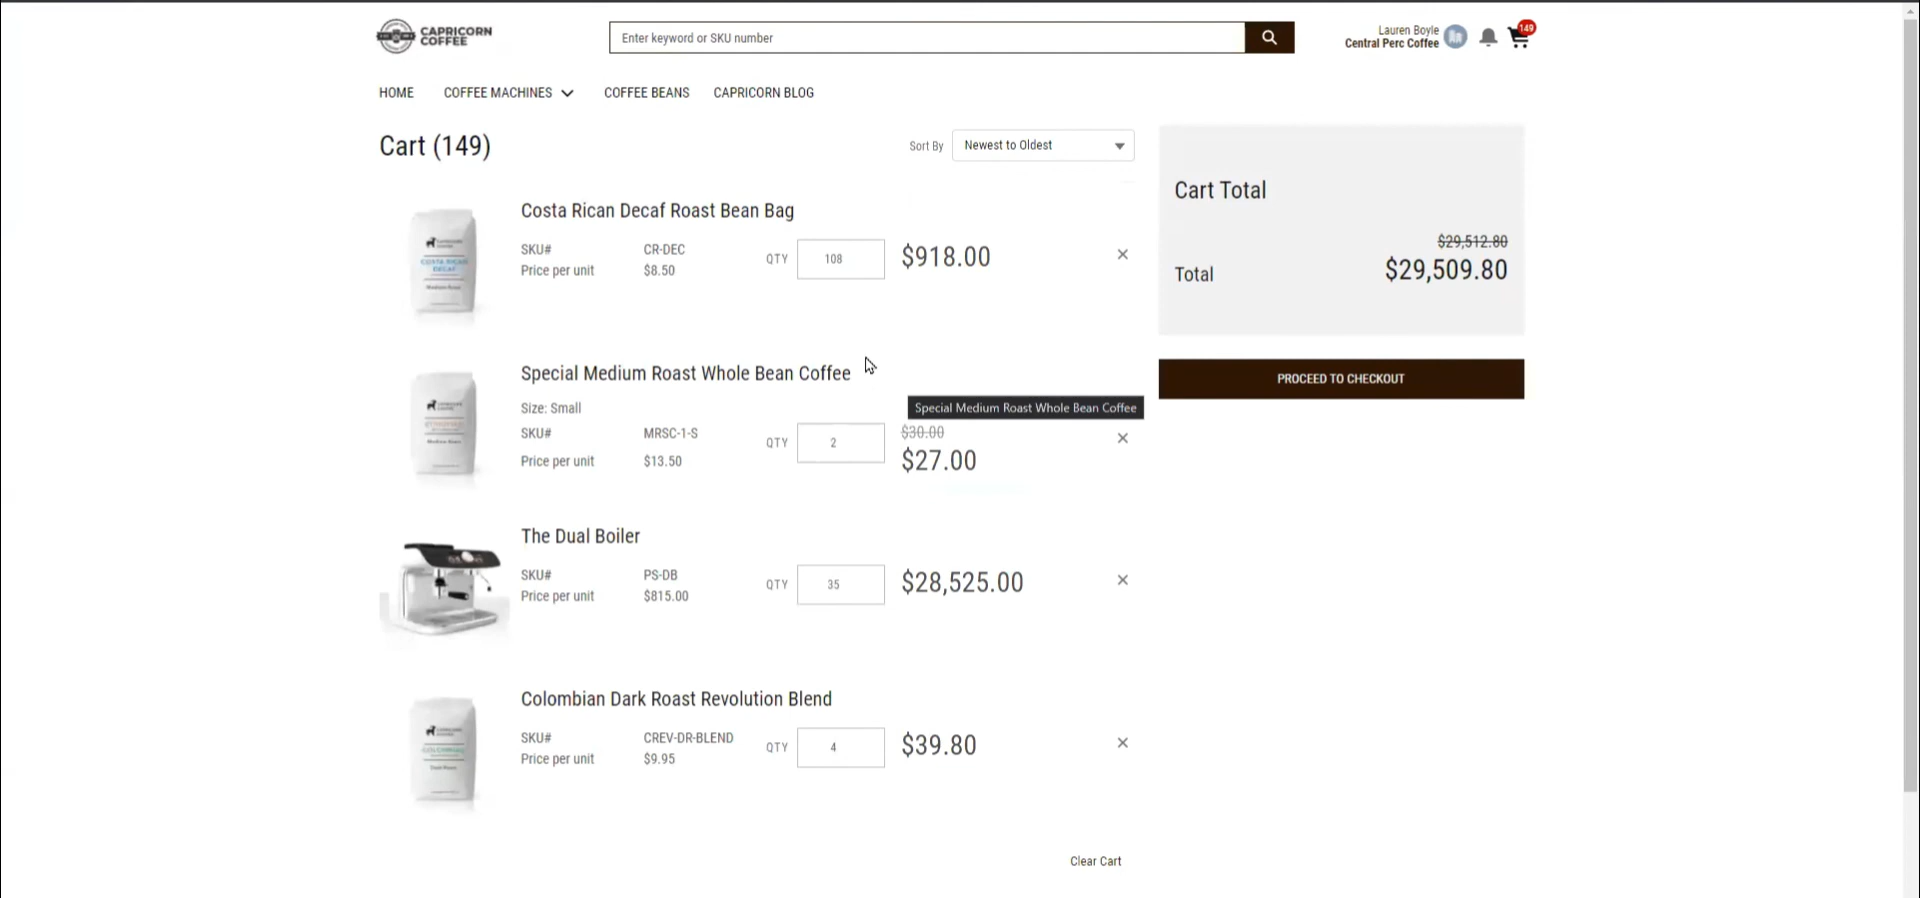 CAPRICORN
COFFEE
Enter keyword or SKU number
Lauren Boyle
Central Perc Coffee
149
HOME
COFFEE MACHINES
COFFEE BEANS
CAPRICORN BLOG
Cart (149)
Sort By
Newest to Oldest
Cart Total
$29,512.80
Total
$29,509.80
PROCEED TO CHECKOUT
Costa Rican Decaf Roast Bean Bag
SKU#
CR-DEC
Price per unit
$8.50
QTY
108
$918.00
Special Medium Roast Whole Bean Coffee
Size: Small
Special Medium Roast Whole Bean Coffee
SKU#
MRSC-1-S
Price per unit
$13.50
QTY
2
$30.00
$27.00
The Dual Boiler
SKU#
PS-DB
Price per unit
$815.00
QTY
35
$28,525.00
Colombian Dark Roast Revolution Blend
SKU#
CREV-DR-BLEND
Price per unit
$9.95
QTY
4
$39.80
Clear Cart
COSTA RICAN
DECAF
Medium Roast